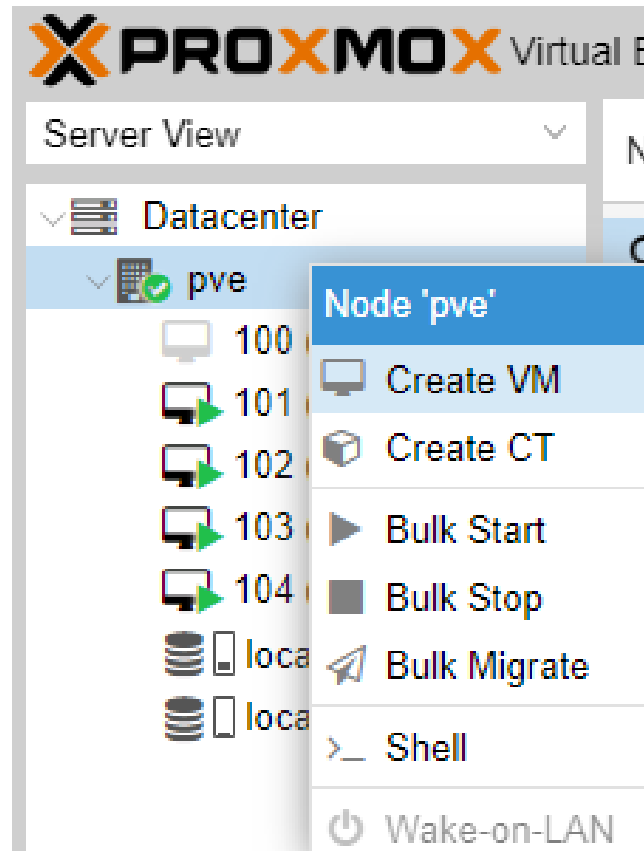 PROXMOX Virtual
Server View
Datacenter
pve
Node 'pve'
100
Create VM
101
Create CT
102
103
Bulk Start
104
Bulk Stop
Bulk Migrate
Shell
Wake-on-LAN